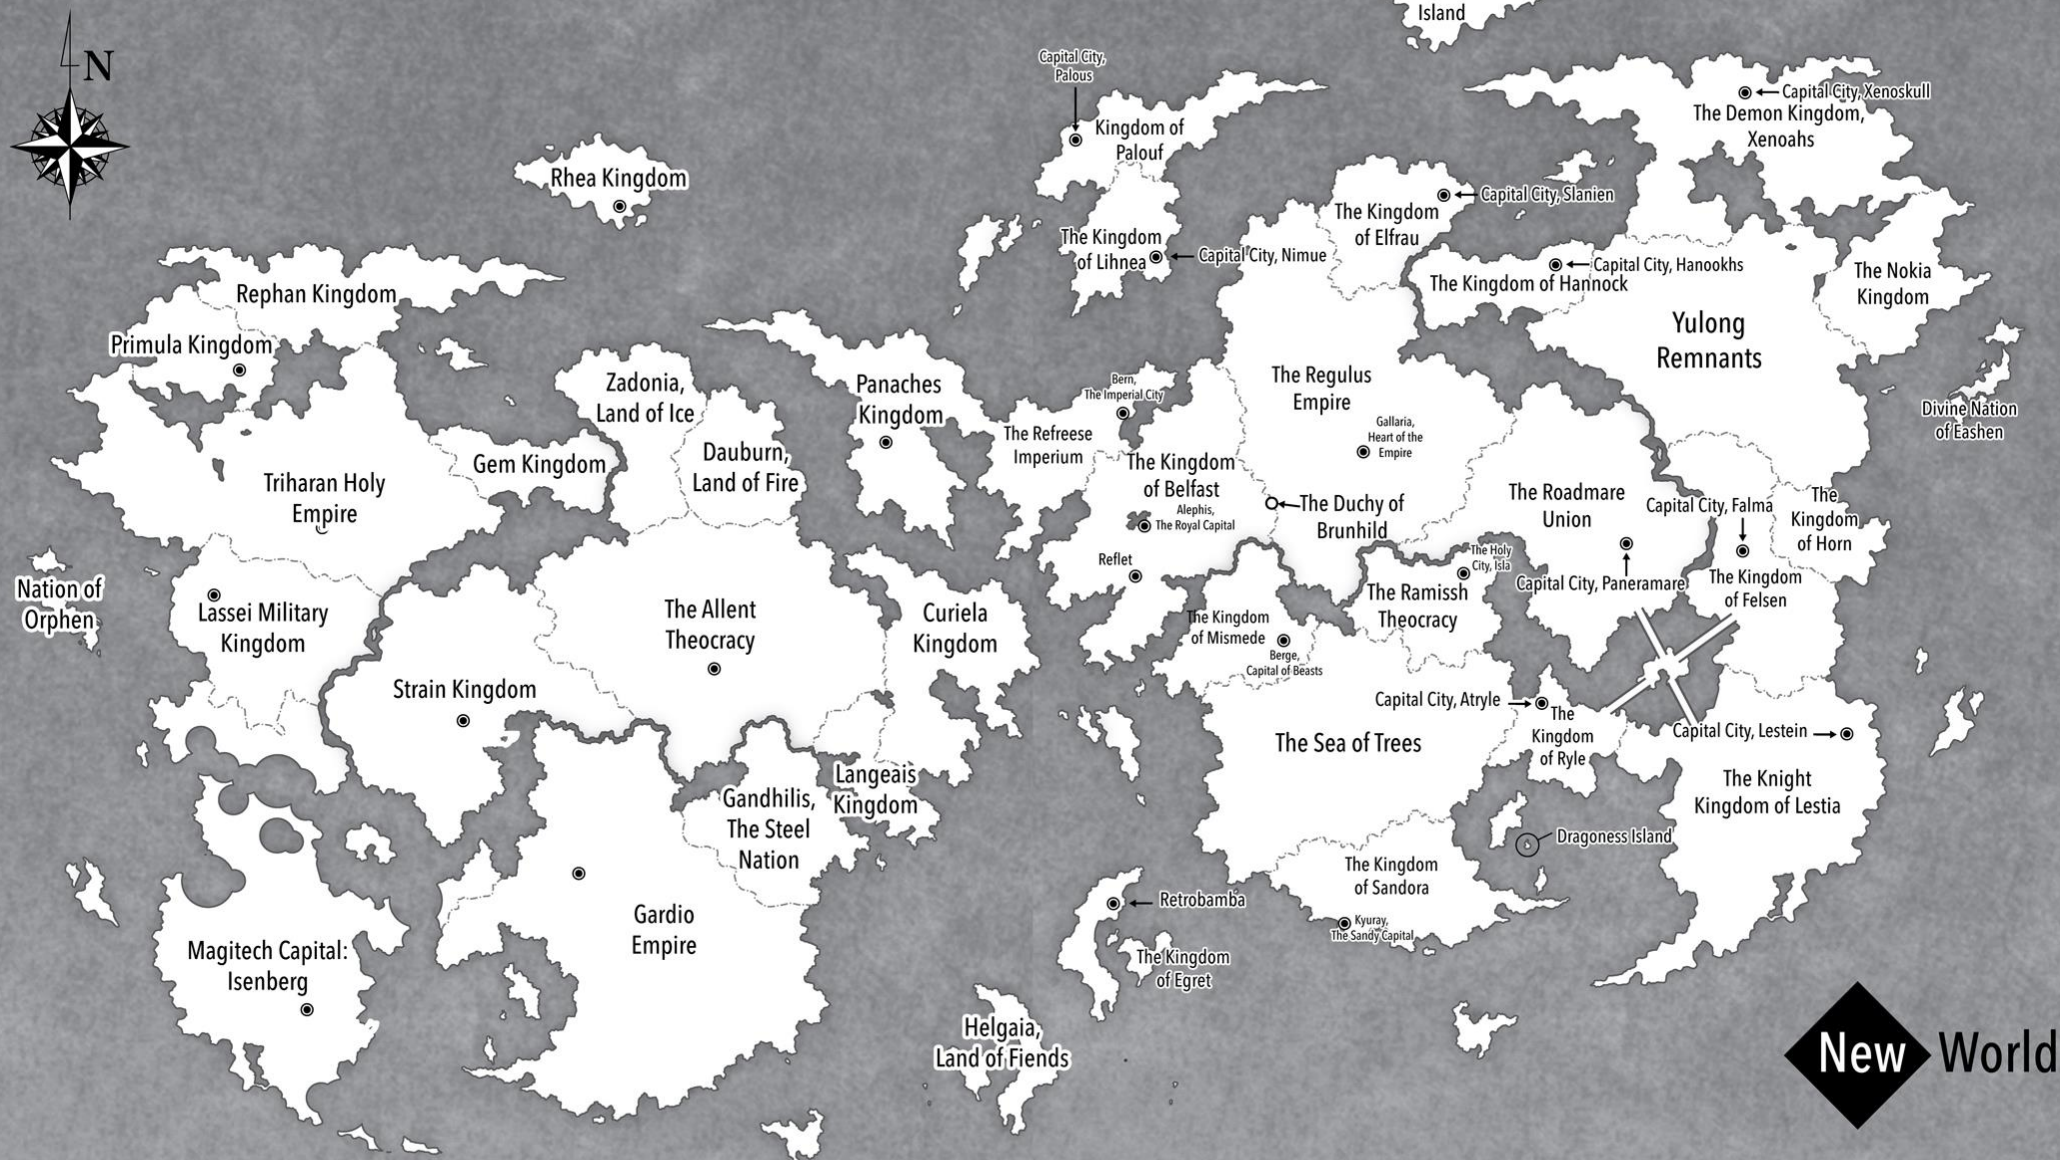 Island
N
Capital City,
Palous
Kingdom of
Palouf
Capital City, Xenoskull
The Demon Kingdom,
Xenoahs
Rhea Kingdom
The Kingdom
of Elfrau
Capital City, Slanien
The Kingdom
of Lihnea
Capital City, Nimue
Capital City, Hanookhs
The Kingdom of Hannock
The Nokia
Kingdom
Rephan Kingdom
Primula Kingdom
Yulong
Remnants
Zadonia,
Land of Ice
Panaches
Kingdom
Bern,
The Imperial City
The Regulus
Empire
Gallaria,
Heart of the
Empire
Divine Nation
of Eashen
The Refreese
Imperium
Gem Kingdom
Dauburn,
Land of Fire
The Kingdom
of Belfast
Alephis,
The Royal Capital
Triharan Holy
Empire
The Duchy of
Brunhild
The Roadmare
Union
Capital City, Falma
The
Kingdom
of Horn
Reflet
The Holy
City, Isla
Capital City, Paneramare
The Kingdom
of Felsen
Nation of
Orphen
Lassei Military
Kingdom
The Allent
Theocracy
Curiela
Kingdom
The Ramissh
Theocracy
The Kingdom
of Mismede
Berge,
Capital of Beasts
Strain Kingdom
Capital City, Atryle
The
Kingdom
of Ryle
Capital City, Lestein
The Sea of Trees
The Knight
Kingdom of Lestia
Langeais
Kingdom
Gandhilis,
The Steel
Nation
Dragoness Island
The Kingdom
of Sandora
Kyuray,
The Sandy Capital
Retrobamba
The Kingdom
of Egret
Gardio
Empire
Magitech Capital:
Isenberg
Helgaia,
Land of Fiends
New World